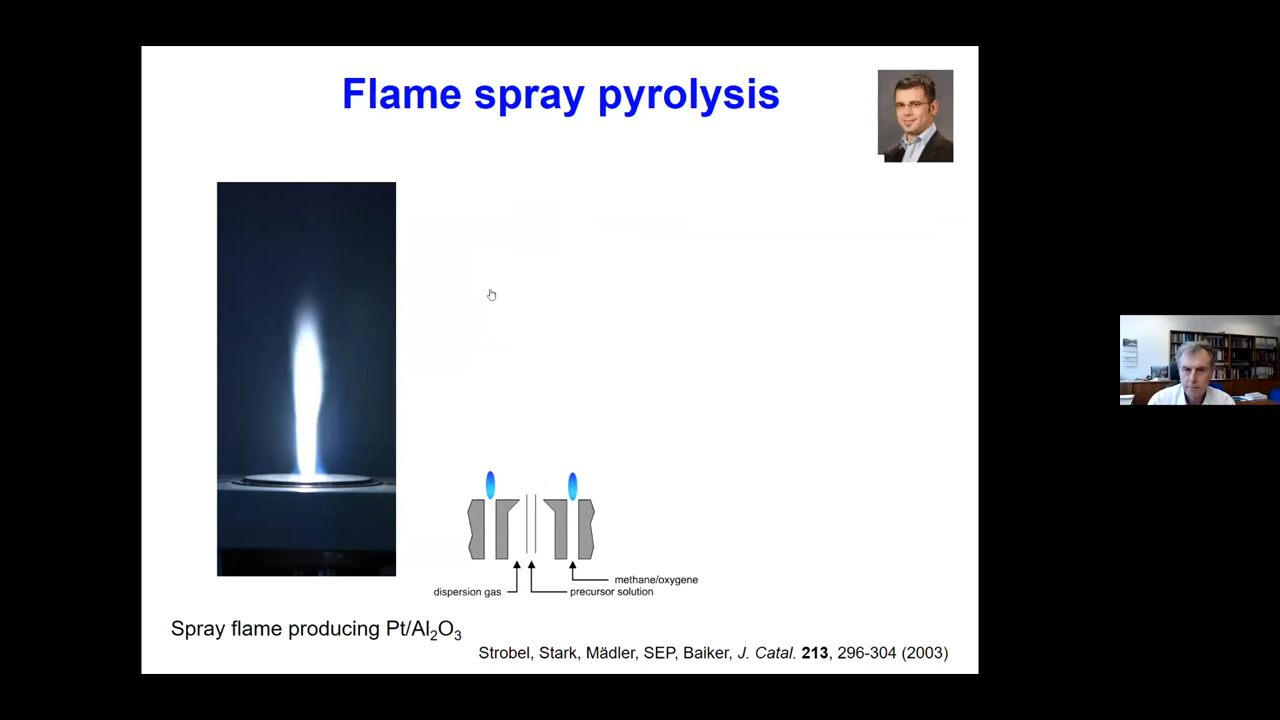 Flame spray pyrolysis
methane/oxygene
dispersion gas
precursor solution
Spray flame producing Pt/Al₂O₃
Strobel, Stark, Mädler, SEP, Baiker, J. Catal. 213, 296-304 (2003)